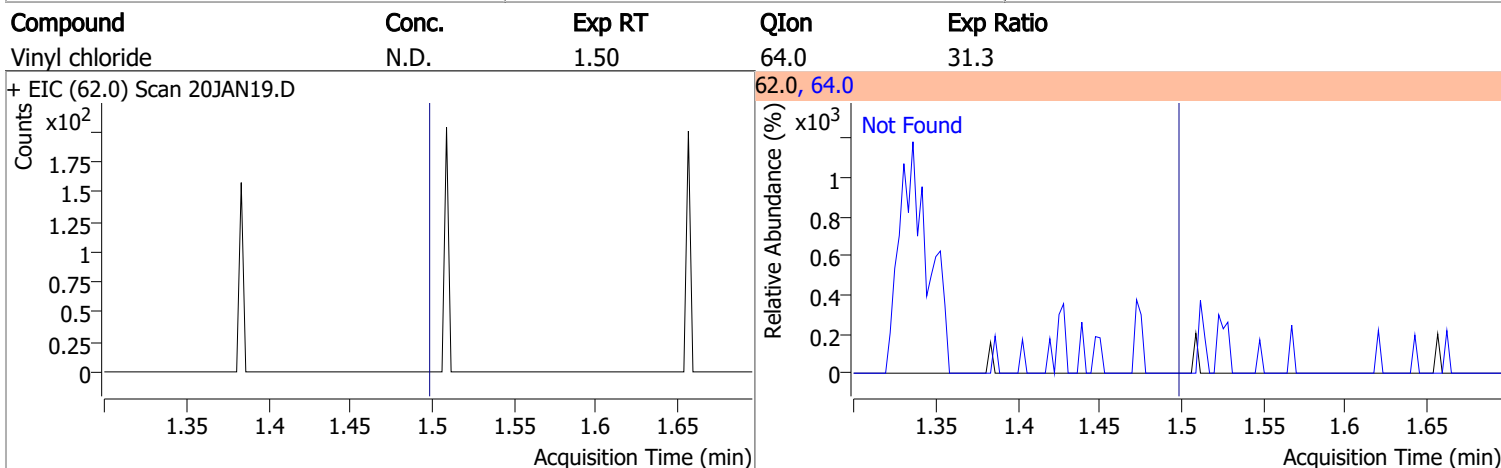 Compound Conc. Exp RT QIon Exp Ratio
Vinyl chloride N.D. 1.50 64.0 31.3
+ EIC (62.0) Scan 20JAN19.D
Counts
x10²
1.75
1.5
1.25
1
0.75
0.5
0.25
0
1.35 1.4 1.45 1.5 1.55 1.6 1.65
Acquisition Time (min)
62.0, 64.0
Relative Abundance (%)
x10³
Not Found
1
0.8
0.6
0.4
0.2
0
1.35 1.4 1.45 1.5 1.55 1.6 1.65
Acquisition Time (min)